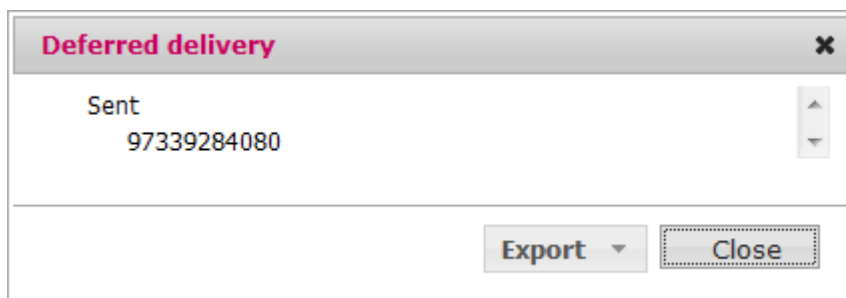 Deferred delivery
Sent
97339284080
Export
Close